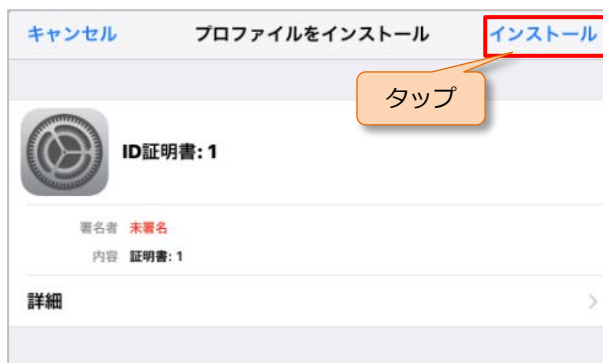 キャンセル プロファイルをインストール インストール
タップ
ID証明書: 1
署名者 未署名
内容 証明書: 1
詳細